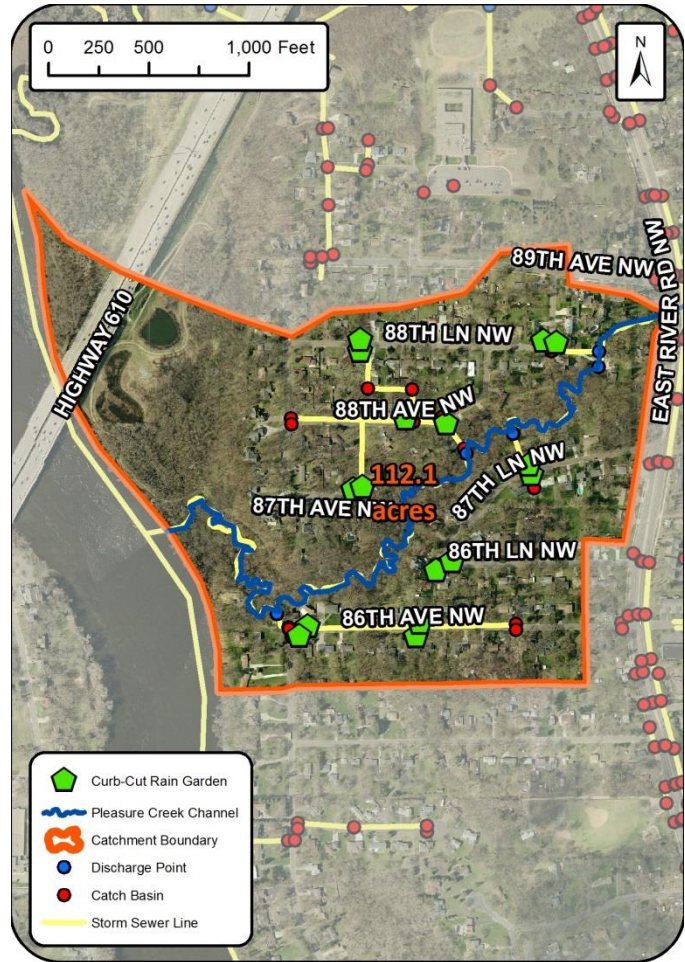 0 250 500 1,000 Feet
N
89TH AVE NW
EAST RIVER RD NW
HIGHWAY 610
88TH LN NW
88TH AVE NW
112.1
acres
87TH AVE NW
87TH LN NW
86TH LN NW
86TH AVE NW
Curb-Cut Rain Garden
Pleasure Creek Channel
Catchment Boundary
Discharge Point
Catch Basin
Storm Sewer Line